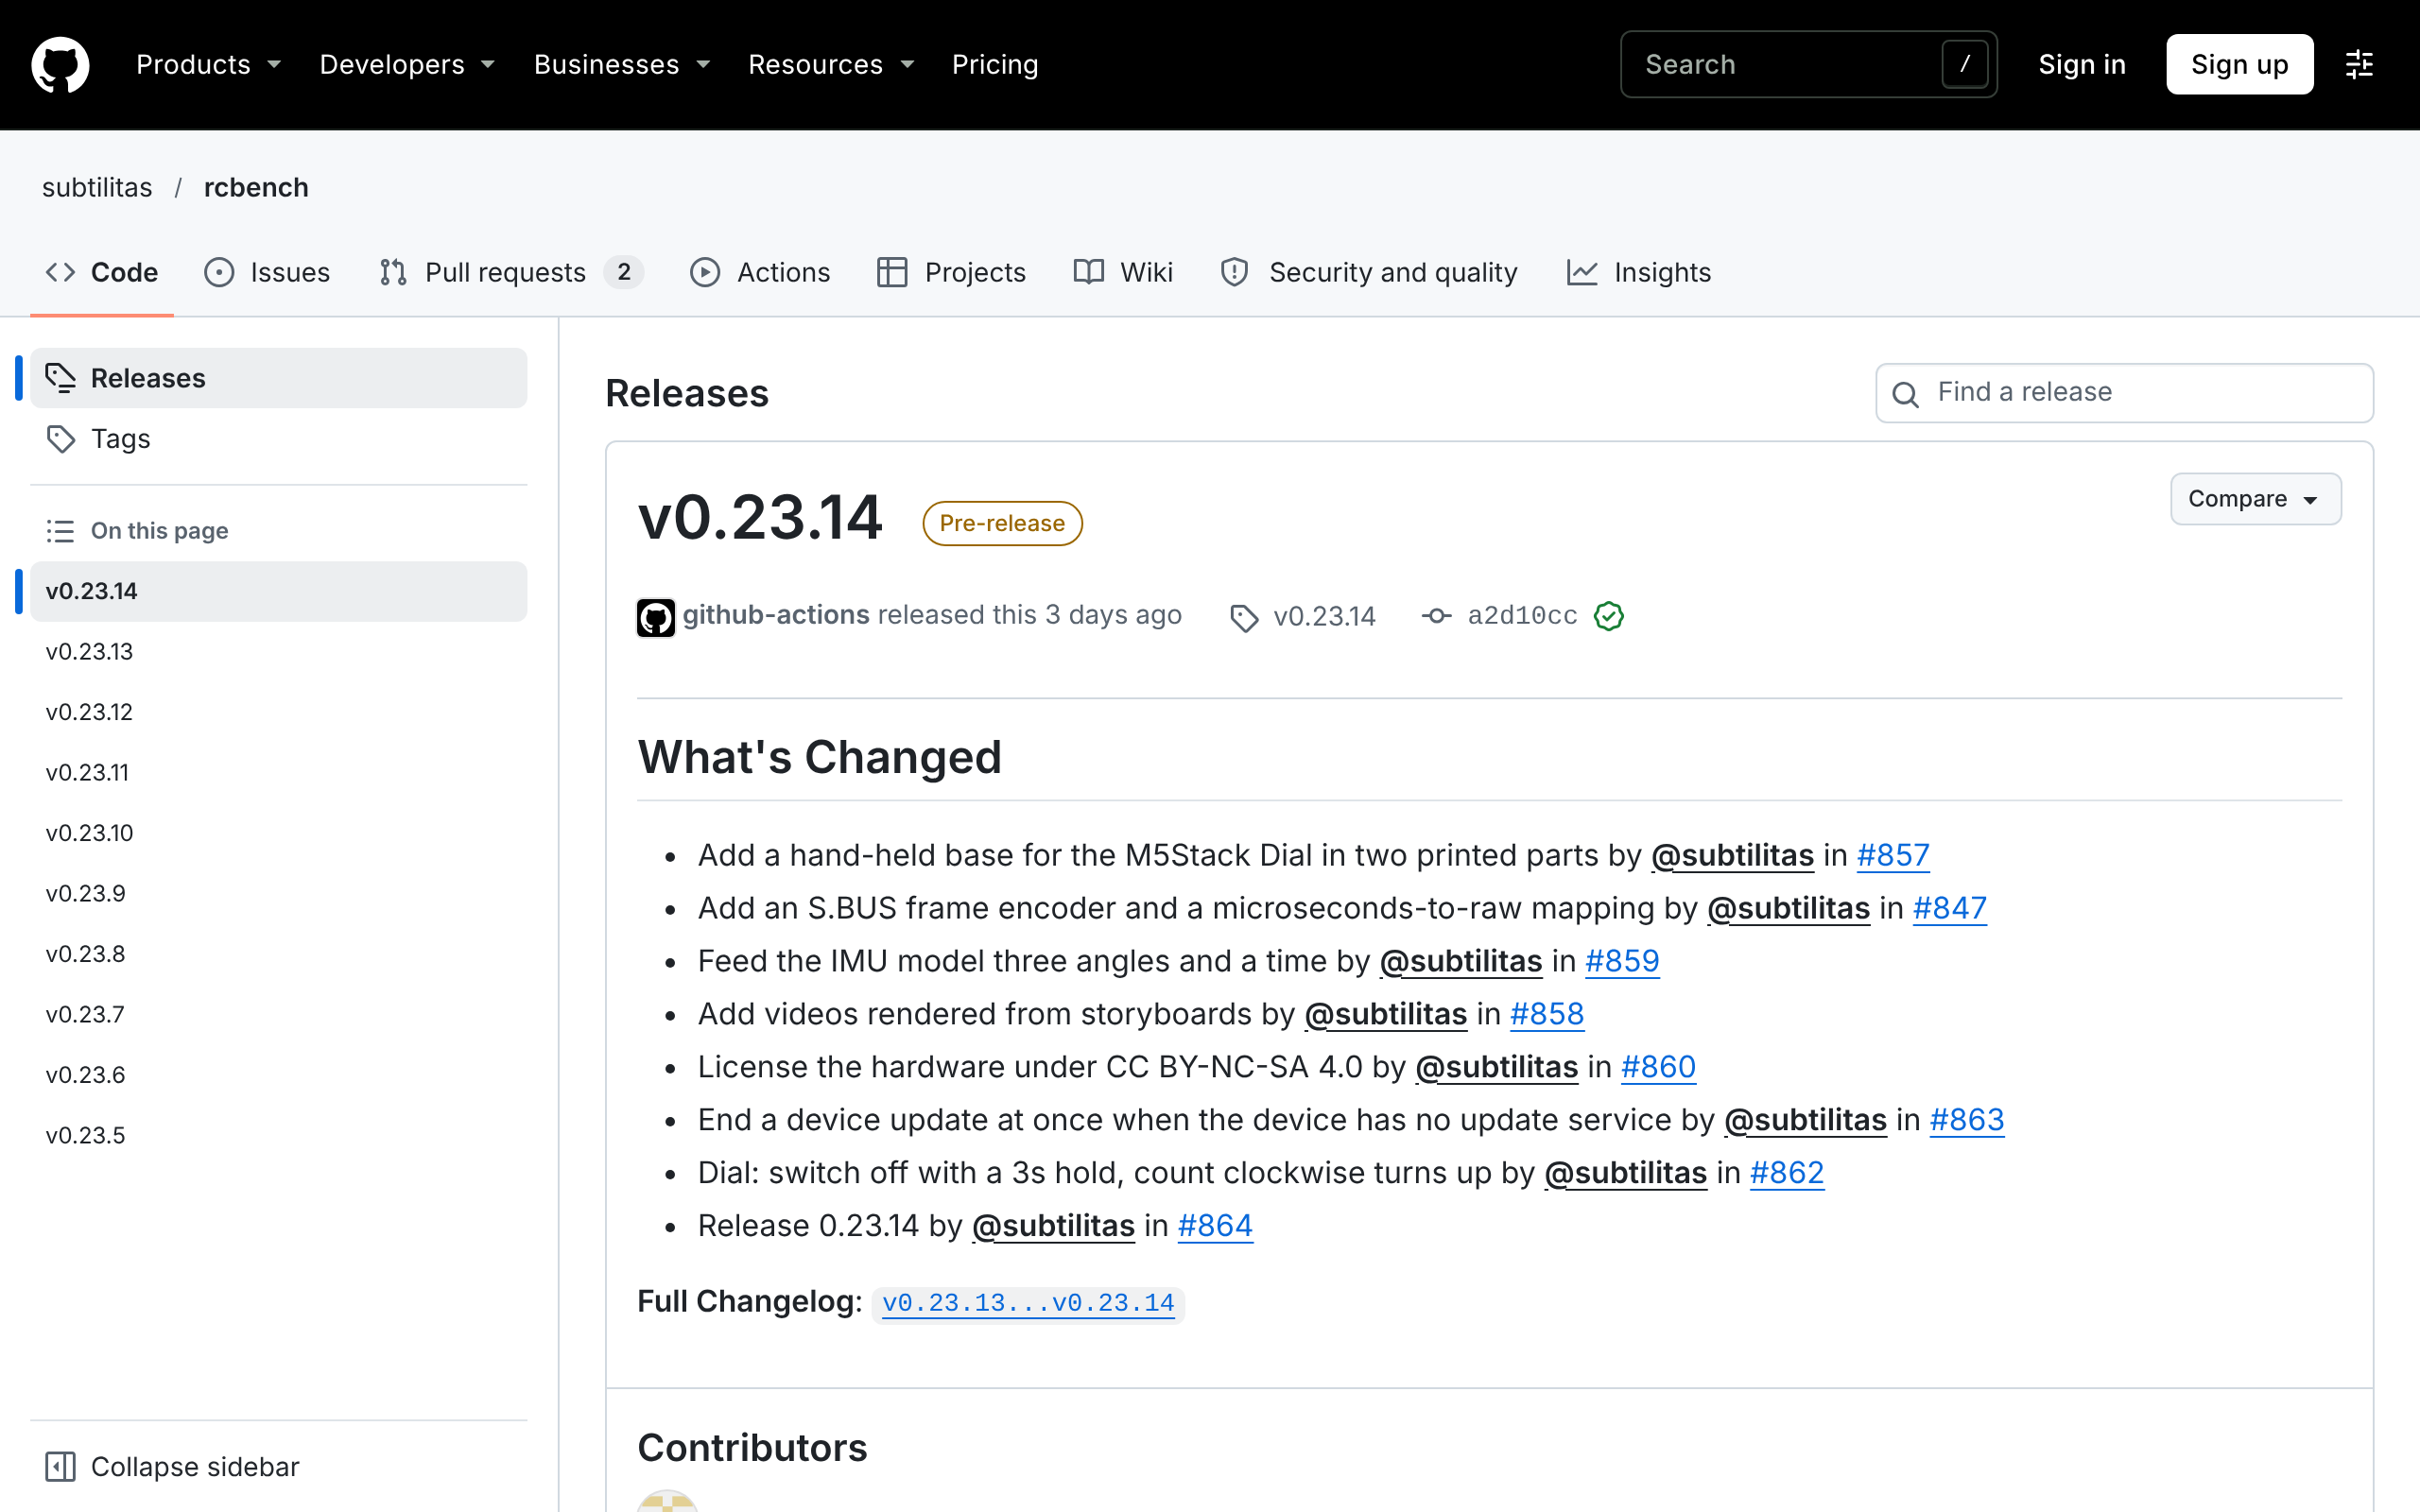 Products Developers Businesses Resources Pricing Search / Sign in Sign up
subtilitas / rcbench
Code Issues Pull requests 2 Actions Projects Wiki Security and quality Insights
Releases
Tags
On this page
v0.23.14
v0.23.13
v0.23.12
v0.23.11
v0.23.10
v0.23.9
v0.23.8
v0.23.7
v0.23.6
v0.23.5
Collapse sidebar
Releases
Find a release
v0.23.14 Pre-release Compare
github-actions released this 3 days ago v0.23.14 a2d10cc
What's Changed
Add a hand-held base for the M5Stack Dial in two printed parts by @subtilitas in #857
Add an S.BUS frame encoder and a microseconds-to-raw mapping by @subtilitas in #847
Feed the IMU model three angles and a time by @subtilitas in #859
Add videos rendered from storyboards by @subtilitas in #858
License the hardware under CC BY-NC-SA 4.0 by @subtilitas in #860
End a device update at once when the device has no update service by @subtilitas in #863
Dial: switch off with a 3s hold, count clockwise turns up by @subtilitas in #862
Release 0.23.14 by @subtilitas in #864
Full Changelog: v0.23.13...v0.23.14
Contributors